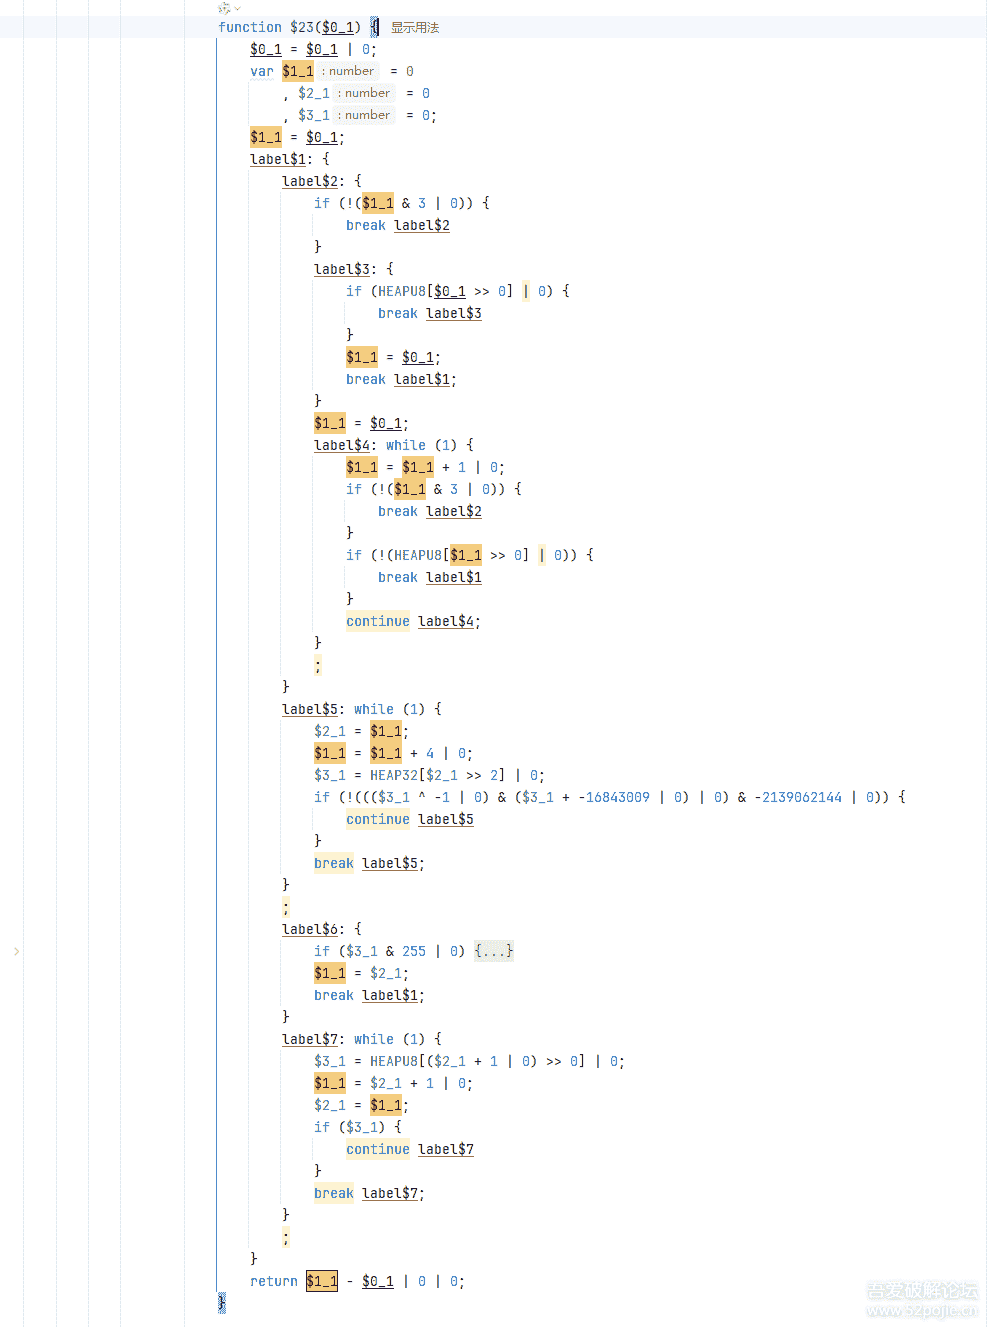 function $23($0_1) { 显示用法
$0_1 = $0_1 | 0;
var $1_1 : number = 0
, $2_1 : number = 0
, $3_1 : number = 0;
$1_1 = $0_1;
label$1: {
label$2: {
if (!($1_1 & 3 | 0)) {
break label$2
}
label$3: {
if (HEAPU8[$0_1 >> 0] | 0) {
break label$3
}
$1_1 = $0_1;
break label$1;
}
$1_1 = $0_1;
label$4: while (1) {
$1_1 = $1_1 + 1 | 0;
if (!($1_1 & 3 | 0)) {
break label$2
}
if (!(HEAPU8[$1_1 >> 0] | 0)) {
break label$1
}
continue label$4;
}
;
}
label$5: while (1) {
$2_1 = $1_1;
$1_1 = $1_1 + 4 | 0;
$3_1 = HEAP32[$2_1 >> 2] | 0;
if (!((($3_1 ^ -1 | 0) & ($3_1 + -16843009 | 0) | 0) & -2139062144 | 0)) {
continue label$5
}
break label$5;
}
;
label$6: {
if ($3_1 & 255 | 0) {...}
$1_1 = $2_1;
break label$1;
}
label$7: while (1) {
$3_1 = HEAPU8[($2_1 + 1 | 0) >> 0] | 0;
$1_1 = $2_1 + 1 | 0;
$2_1 = $1_1;
if ($3_1) {
continue label$7
}
break label$7;
}
;
}
return $1_1 - $0_1 | 0 | 0;
}
吾爱破解论坛
www.52pojie.cn